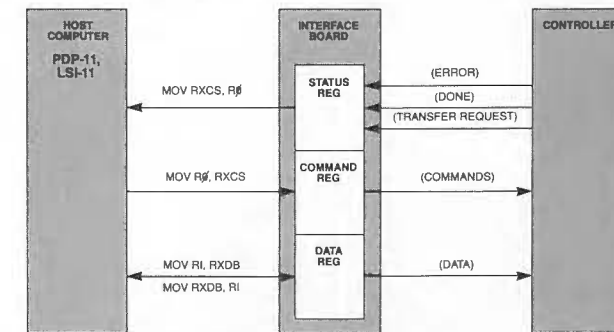 HOST
COMPUTER
PDP-11,
LSI-11
INTERFACE
BOARD
CONTROLLER
STATUS
REG
MOV RXCS, RØ
(ERROR)
(DONE)
(TRANSFER REQUEST)
COMMAND
REG
MOV RØ, RXCS
(COMMANDS)
DATA
REG
MOV RI, RXDB
MOV RXDB, RI
(DATA)